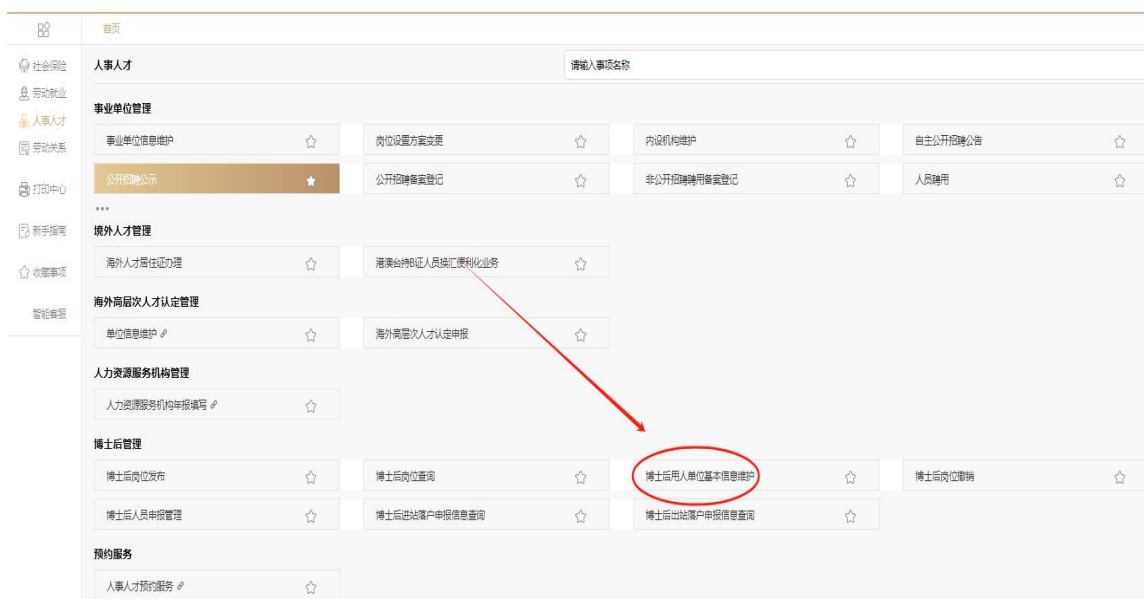 首页
社会保险
劳动就业
人事人才
劳动关系
打印中心
新手指南
收藏事项
智能客服
人事人才 请输入事项名称
事业单位管理
事业单位信息维护 岗位设置方案变更 内设机构维护 自主公开招聘公告
公开招聘公示 公开招聘备案登记 非公开招聘聘用备案登记 人员聘用
•••
境外人才管理
海外人才居住证办理 港澳台持B证人员换汇便利化业务
海外高层次人才认定管理
单位信息维护 海外高层次人才认定申报
人力资源服务机构管理
人力资源服务机构年报填写
博士后管理
博士后岗位发布 博士后岗位查询 博士后用人单位基本信息维护 博士后岗位撤销
博士后人员申报管理 博士后进站落户申报信息查询 博士后出站落户申报信息查询
预约服务
人事人才预约服务